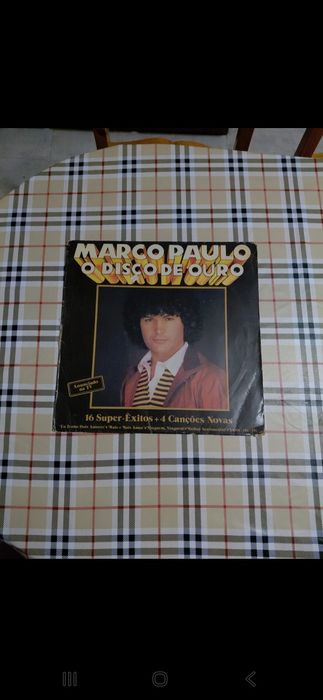 MARCO PAULO
O DISCO DE OURO
Anunciado
na TV
16 Super-Êxitos + 4 Canções Novas